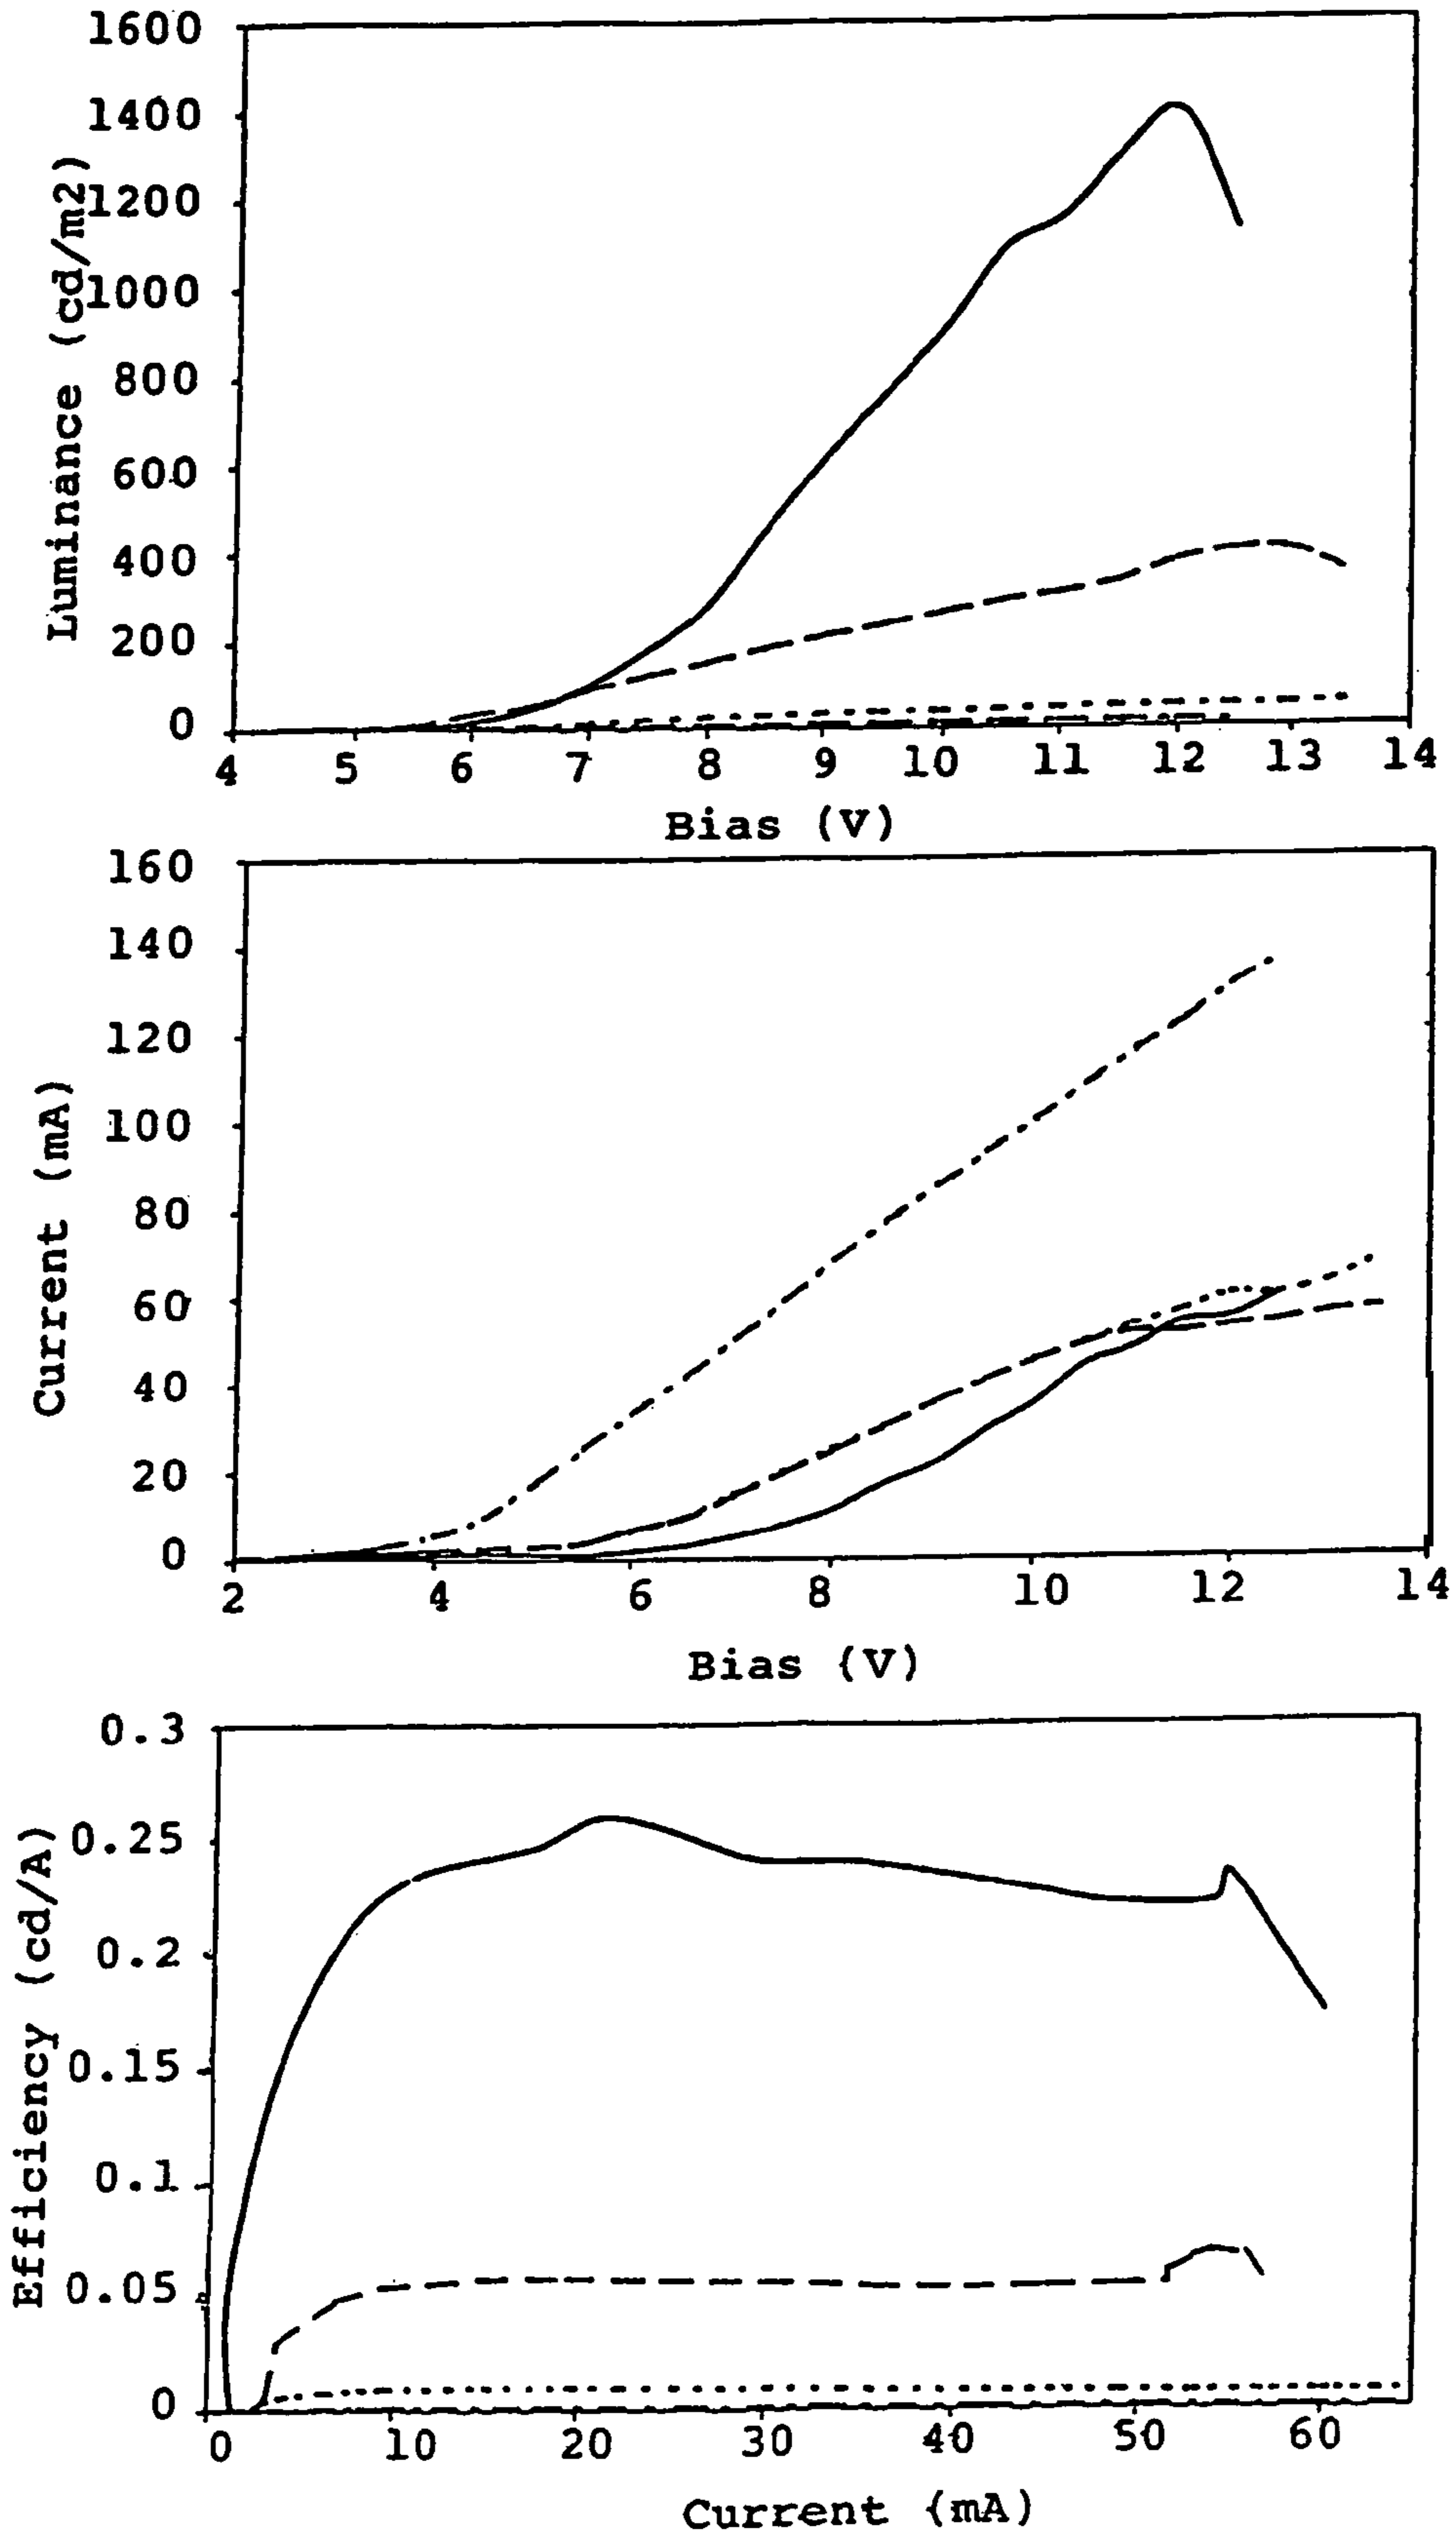 1600
1400
1200
1000
800
600
400
200
0
Luminance (cd/m2)
4 5 6 7 8 9 10 11 12 13 14
Bias (V)
160
140
120
100
80
60
40
20
0
Current (mA)
2 4 6 8 10 12 14
Bias (V)
0.3
0.25
0.2
0.15
0.1
0.05
0
Efficiency (cd/A)
0 10 20 30 40 50 60
Current (mA)